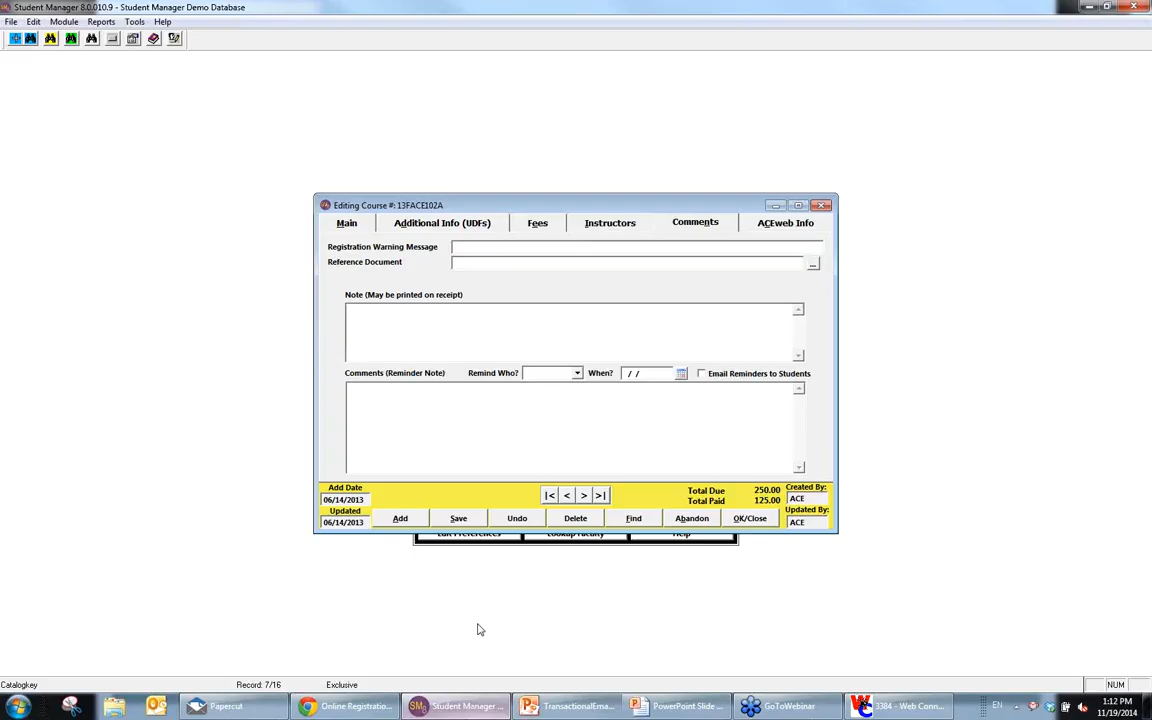 Student Manager 8.0.010.9 - Student Manager Demo Database
File Edit Module Reports Tools Help
Editing Course #: 13FACE102A
Main Additional Info (UDFs) Fees Instructors Comments ACEweb Info
Registration Warning Message
Reference Document ...
Note (May be printed on receipt)
Comments (Reminder Note) Remind Who? When? / / Email Reminders to Students
Add Date
06/14/2013
Updated
06/14/2013
|< < > >|
Total Due 250.00
Total Paid 125.00
Created By:
ACE
Updated By:
ACE
Add Save Undo Delete Find Abandon OK/Close
Edit Preferences Lookup Faculty Help
Catalogkey Record: 7/16 Exclusive NUM
Papercut Online Registratio... Student Manager ... TransactionalEma... PowerPoint Slide ... GoToWebinar 3384 - Web Conn... EN 1:12 PM
11/19/2014